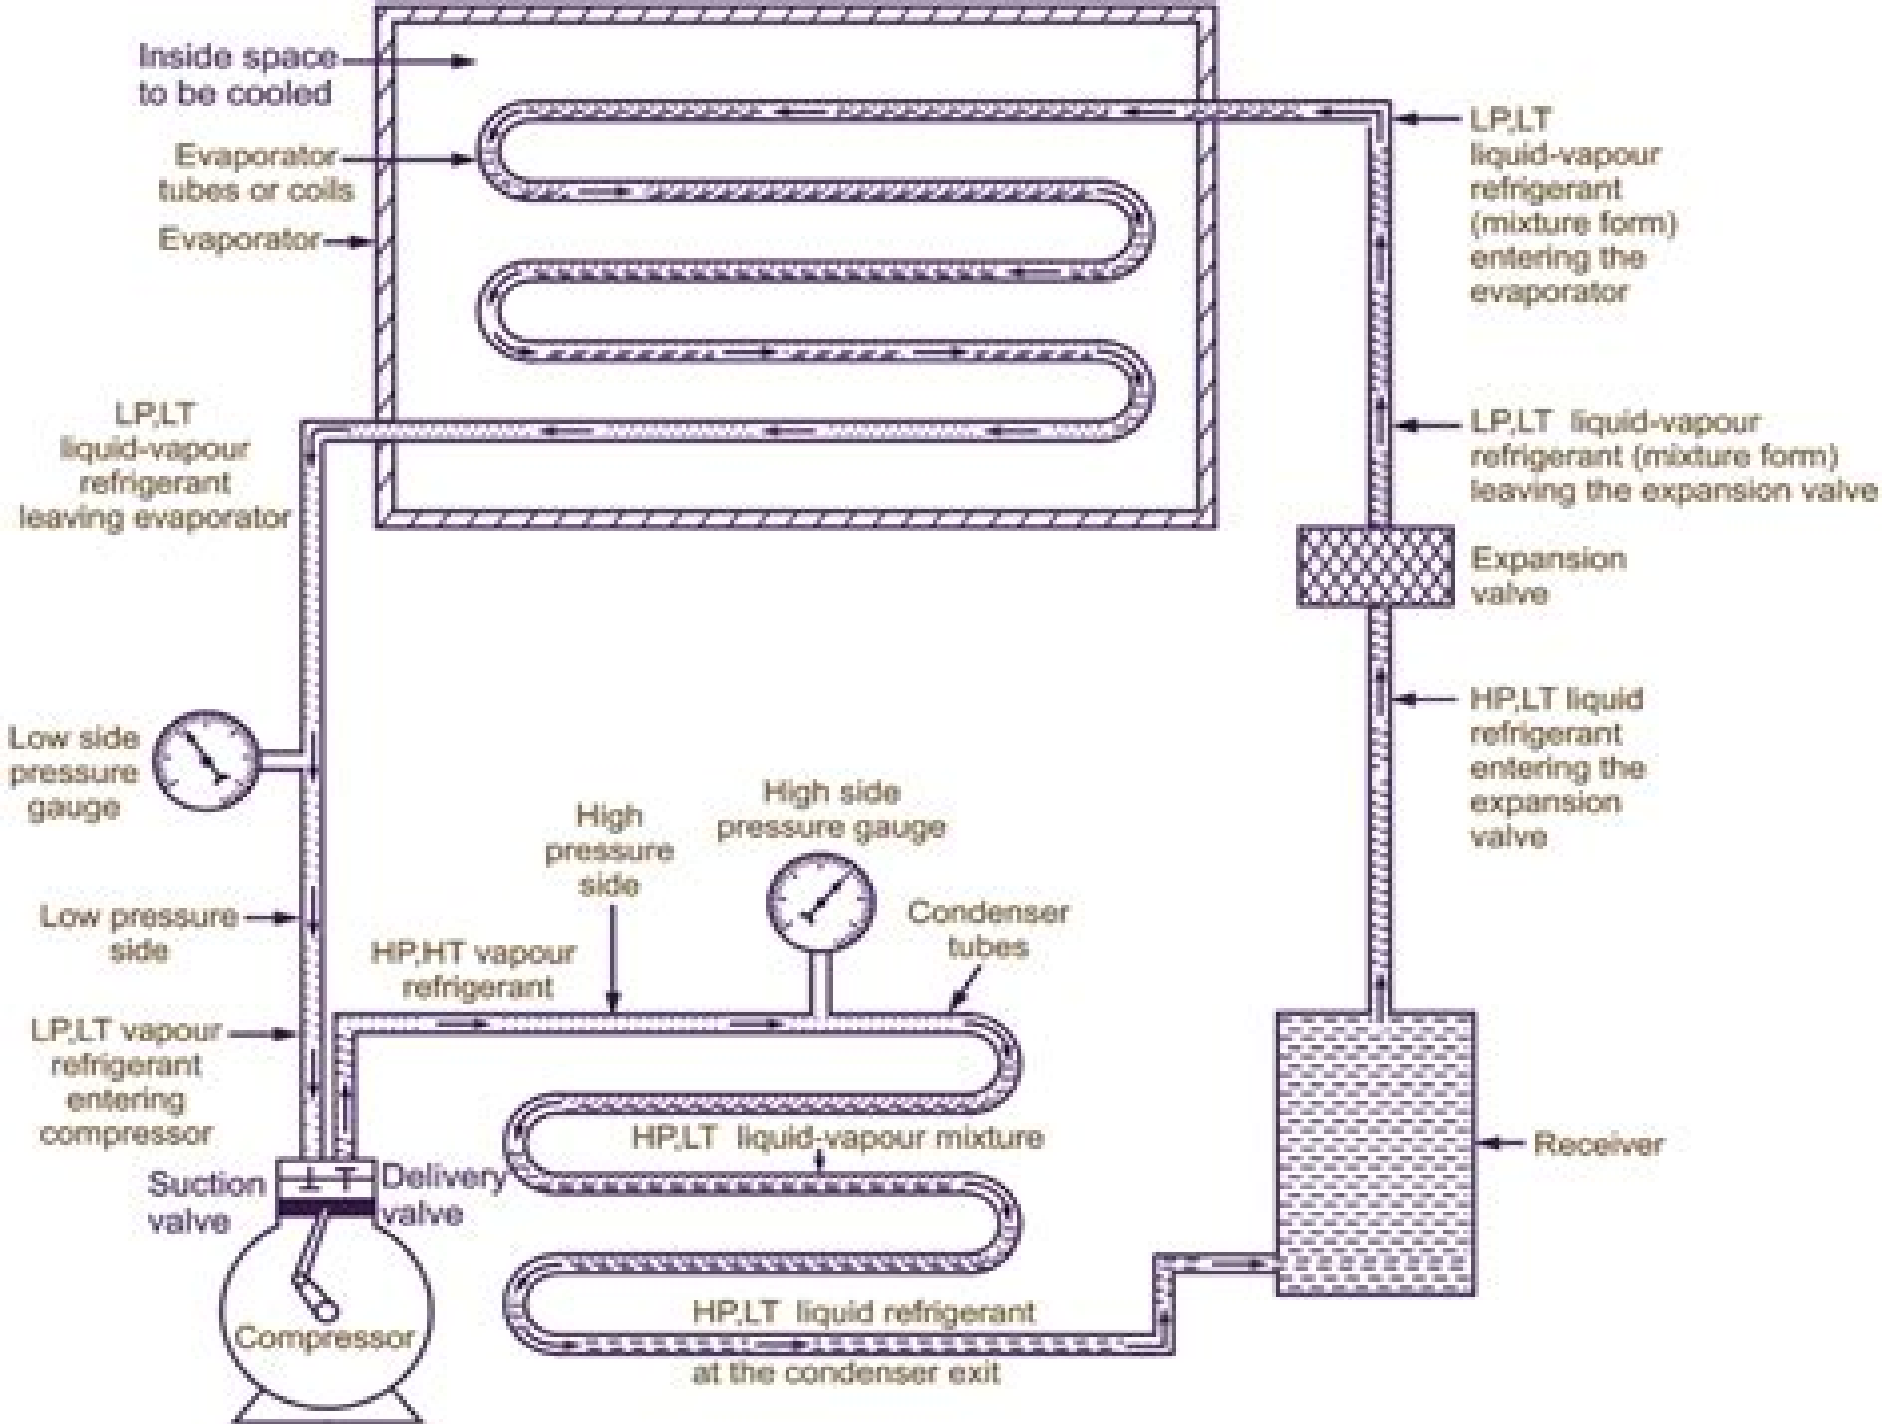 Inside space
to be cooled
Evaporator
tubes or coils
Evaporator
LP,LT
liquid-vapour
refrigerant
(mixture form)
entering the
evaporator
LP,LT
liquid-vapour
refrigerant
leaving evaporator
LP,LT liquid-vapour
refrigerant (mixture form)
leaving the expansion valve
Expansion
valve
HP,LT liquid
refrigerant
entering the
expansion
valve
Low side
pressure
gauge
High
pressure
side
High side
pressure gauge
Low pressure
side
HP,HT vapour
refrigerant
Condenser
tubes
LP,LT vapour
refrigerant
entering
compressor
HP,LT liquid-vapour mixture
Receiver
Suction
valve
Delivery
valve
Compressor
HP,LT liquid refrigerant
at the condenser exit